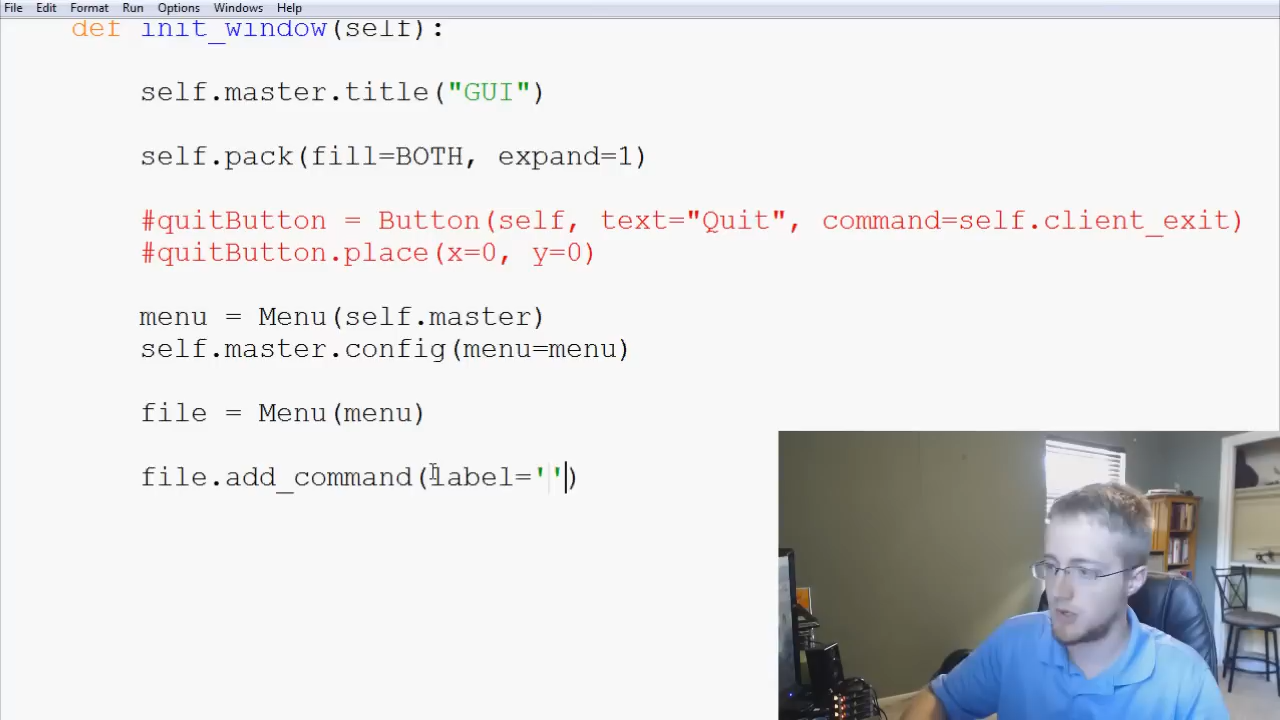 File Edit Format Run Options Windows Help
def init_window(self):
self.master.title("GUI")
self.pack(fill=BOTH, expand=1)
#quitButton = Button(self, text="Quit", command=self.client_exit)
#quitButton.place(x=0, y=0)
menu = Menu(self.master)
self.master.config(menu=menu)
file = Menu(menu)
file.add_command(label='')